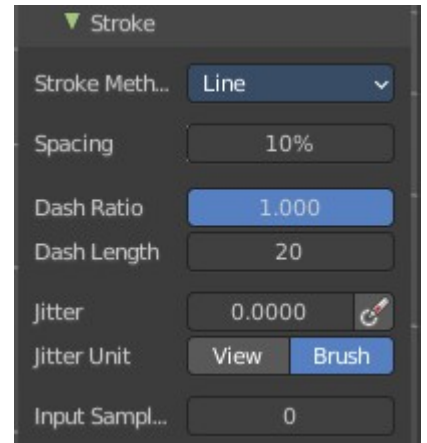 Stroke
Stroke Meth... Line
Spacing 10%
Dash Ratio 1.000
Dash Length 20
Jitter 0.0000
Jitter Unit View Brush
Input Sampl... 0